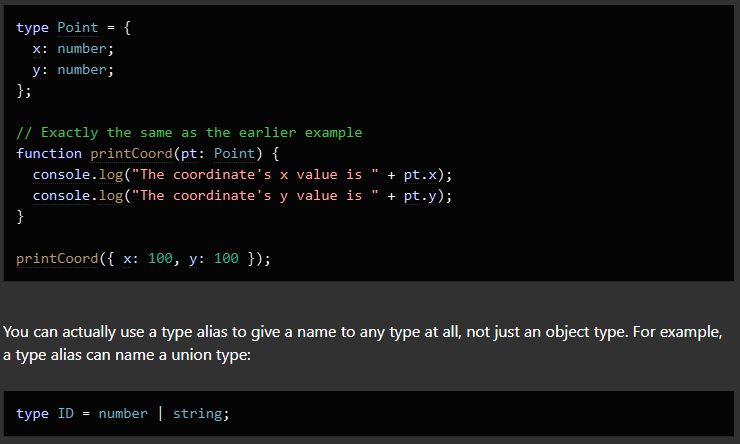 type Point = {
  x: number;
  y: number;
};

// Exactly the same as the earlier example
function printCoord(pt: Point) {
  console.log("The coordinate's x value is " + pt.x);
  console.log("The coordinate's y value is " + pt.y);
}

printCoord({ x: 100, y: 100 });

You can actually use a type alias to give a name to any type at all, not just an object type. For example,
a type alias can name a union type:

type ID = number | string;